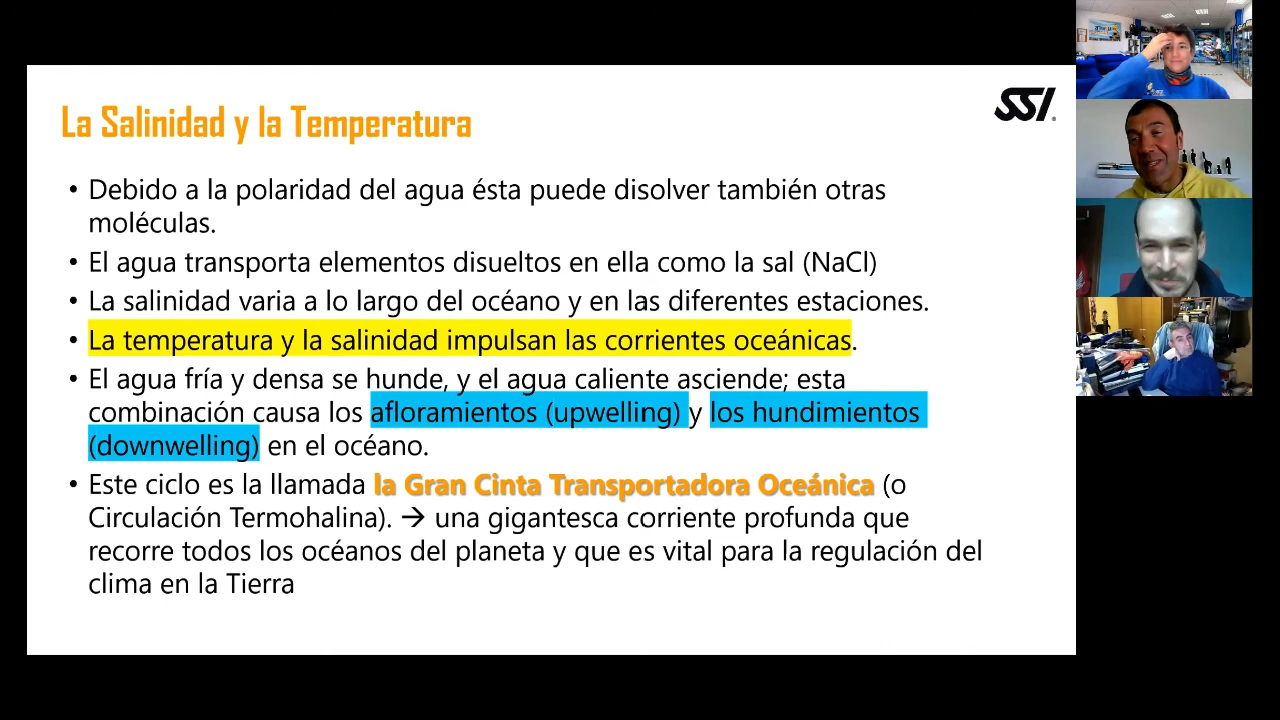 La Salinidad y la Temperatura
SSI
• Debido a la polaridad del agua ésta puede disolver también otras
moléculas.
• El agua transporta elementos disueltos en ella como la sal (NaCl)
• La salinidad varia a lo largo del océano y en las diferentes estaciones.
• La temperatura y la salinidad impulsan las corrientes oceánicas.
• El agua fría y densa se hunde, y el agua caliente asciende; esta
combinación causa los afloramientos (upwelling) y los hundimientos
(downwelling) en el océano.
• Este ciclo es la llamada la Gran Cinta Transportadora Oceánica (o
Circulación Termohalina). → una gigantesca corriente profunda que
recorre todos los océanos del planeta y que es vital para la regulación del
clima en la Tierra